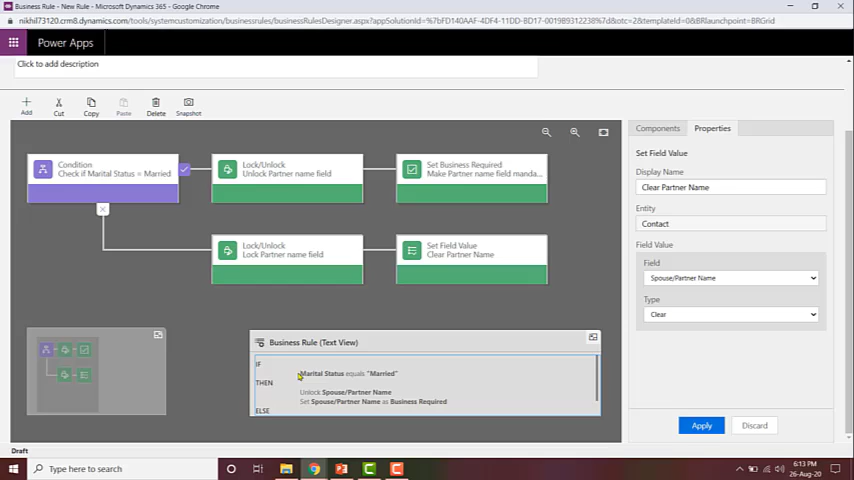 Business Rule - New Rule - Microsoft Dynamics 365 - Google Chrome
nikhil73120.crm8.dynamics.com/tools/systemcustomization/businessrules/businessRulesDesigner.aspx?appSolutionId=%7bFD140AAF-4DF4-11DD-BD17-0019B9312238%7d&otc=2&templateId=0&BRlaunchpoint=BRGrid
Power Apps
Click to add description
Add
Cut
Copy
Paste
Delete
Snapshot
Components
Properties
Condition
Check if Marital Status = Married
Lock/Unlock
Unlock Partner name field
Set Business Required
Make Partner name field manda...
Lock/Unlock
Lock Partner name field
Set Field Value
Clear Partner Name
Set Field Value
Display Name
Clear Partner Name
Entity
Contact
Field Value
Field
Spouse/Partner Name
Type
Clear
Business Rule (Text View)
IF
Marital Status equals "Married"
THEN
Unlock Spouse/Partner Name
Set Spouse/Partner Name as Business Required
ELSE
Apply
Discard
Draft
Type here to search
6:13 PM
26-Aug-20